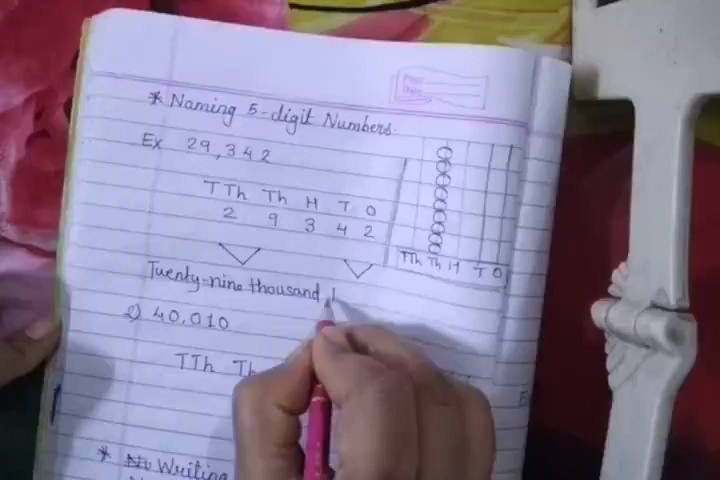 * Naming 5-digit Numbers.
Ex 29,342
TTh Th H T O
2 9 3 4 2
TTh Th H T O
Twenty-nine thousand,
2) 40,010
TTh Th
* Writing